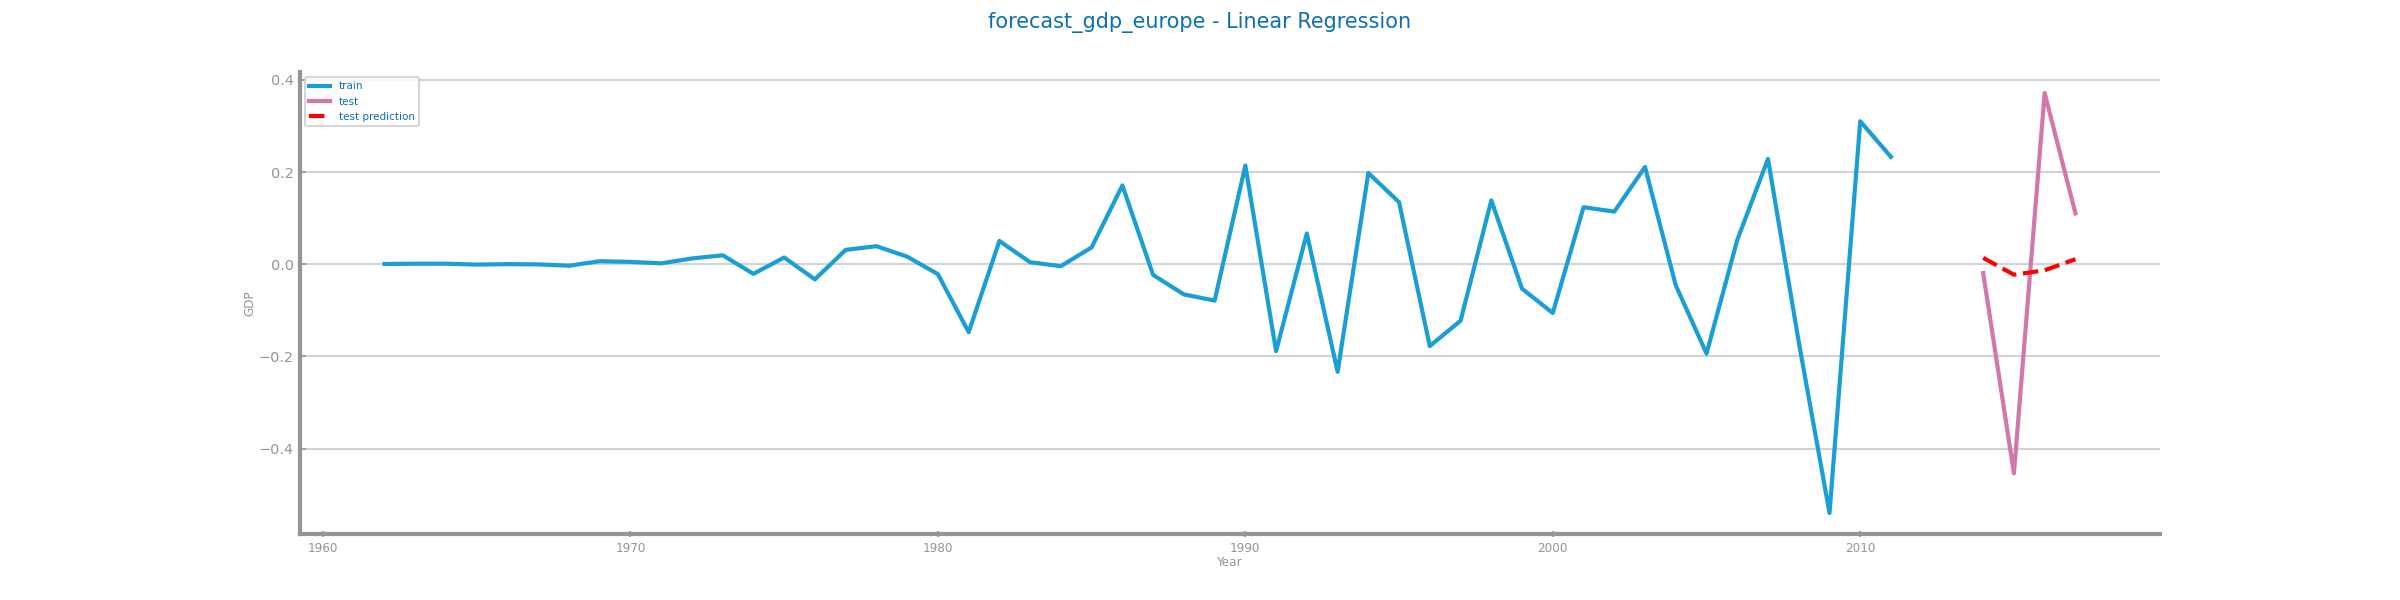 forecast_gdp_europe - Linear Regression
train
test
test prediction
0.4
0.2
0.0
−0.2
−0.4
GDP
1960 1970 1980 1990 2000 2010
Year